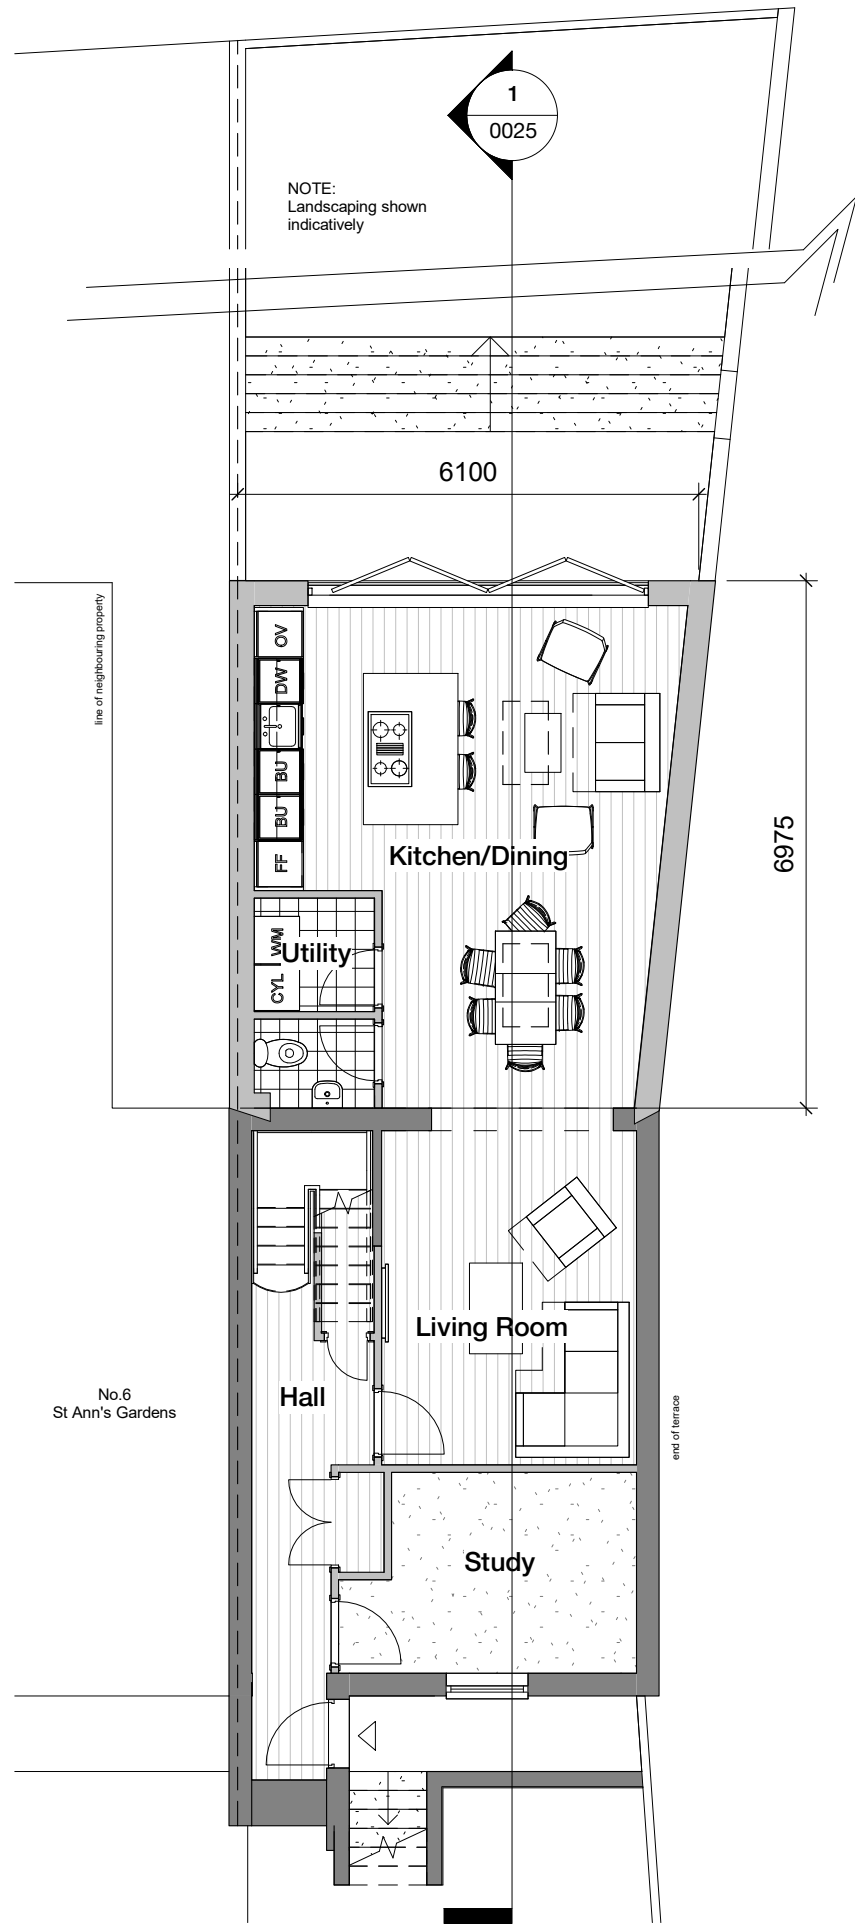 1
0025
NOTE:
Landscaping shown
indicatively
6100
line of neighbouring property
OV
DW
BU
BU
FF
Kitchen/Dining
6975
WM
Utility
CYL
Living Room
No.6
St Ann's Gardens
Hall
end of terrace
Study